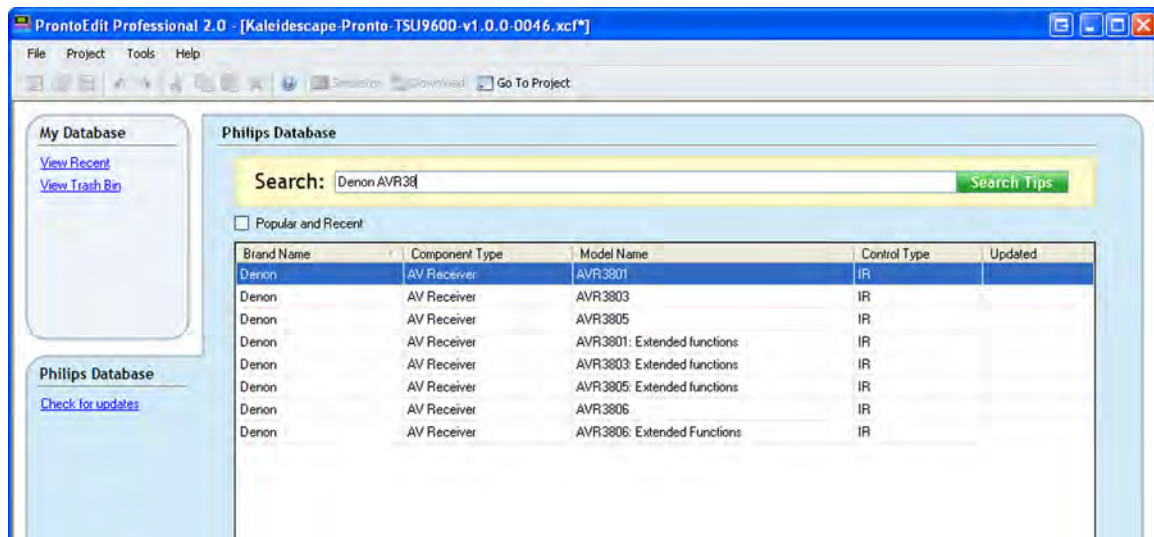 ProntoEdit Professional 2.0 - [Kaleidescape-Pronto-TSU9600-v1.0.0-0046.xcf*]
File Project Tools Help
Simulator Download Go To Project
My Database
View Recent
View Trash Bin
Philips Database
Search: Denon AVR38 Search Tips
Popular and Recent
Brand Name Component Type Model Name Control Type Updated
Denon AV Receiver AVR3801 IR
Denon AV Receiver AVR3803 IR
Denon AV Receiver AVR3805 IR
Denon AV Receiver AVR3801: Extended functions IR
Denon AV Receiver AVR3803: Extended functions IR
Denon AV Receiver AVR3805: Extended functions IR
Denon AV Receiver AVR3806 IR
Denon AV Receiver AVR3806: Extended Functions IR
Philips Database
Check for updates